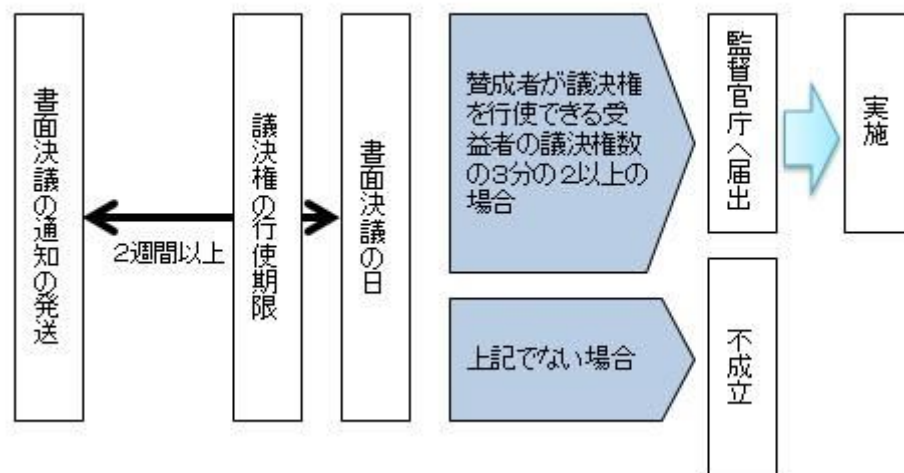 書面決議の通知の発送
2週間以上
議決権の行使期限
書面決議の日
賛成者が議決権
を行使できる受
益者の議決権数
の3分の2以上の
場合
監督官庁へ届出
実施
上記でない場合
不成立